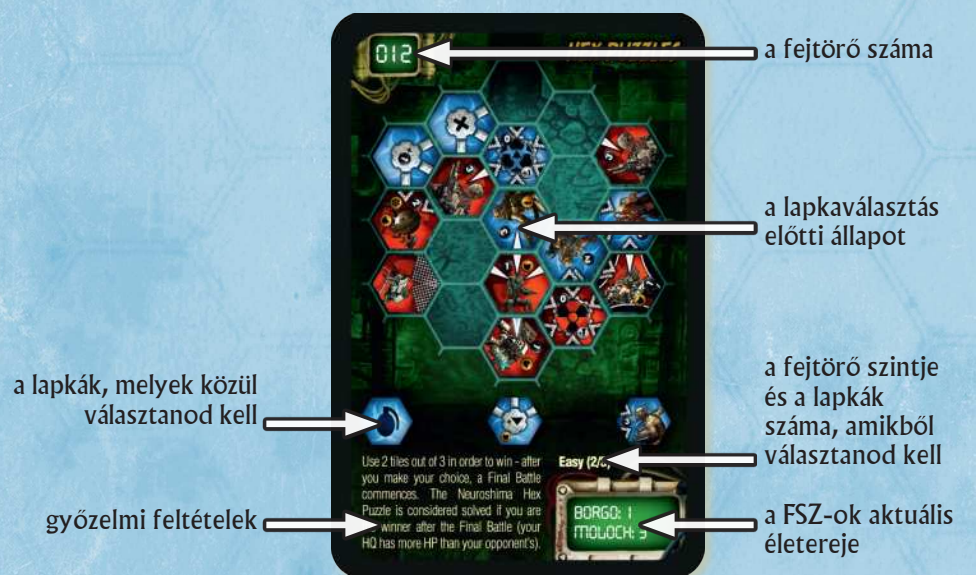 012
HEX PUZZLES
a fejtörő száma
a lapkaválasztás
előtti állapot
a lapkák, melyek közül
választanod kell
a fejtörő szintje
és a lapkák
száma, amikből
választanod kell
Use 2 tiles out of 3 in order to win - after
you make your choice, a Final Battle
commences. The Neuroshima Hex
Puzzle is considered solved if you are
winner after the Final Battle (your
HQ has more HP than your opponent's).
Easy (2/
győzelmi feltételek
BORGO: 1
MOLOCH:
a FSZ-ok aktuális
életereje